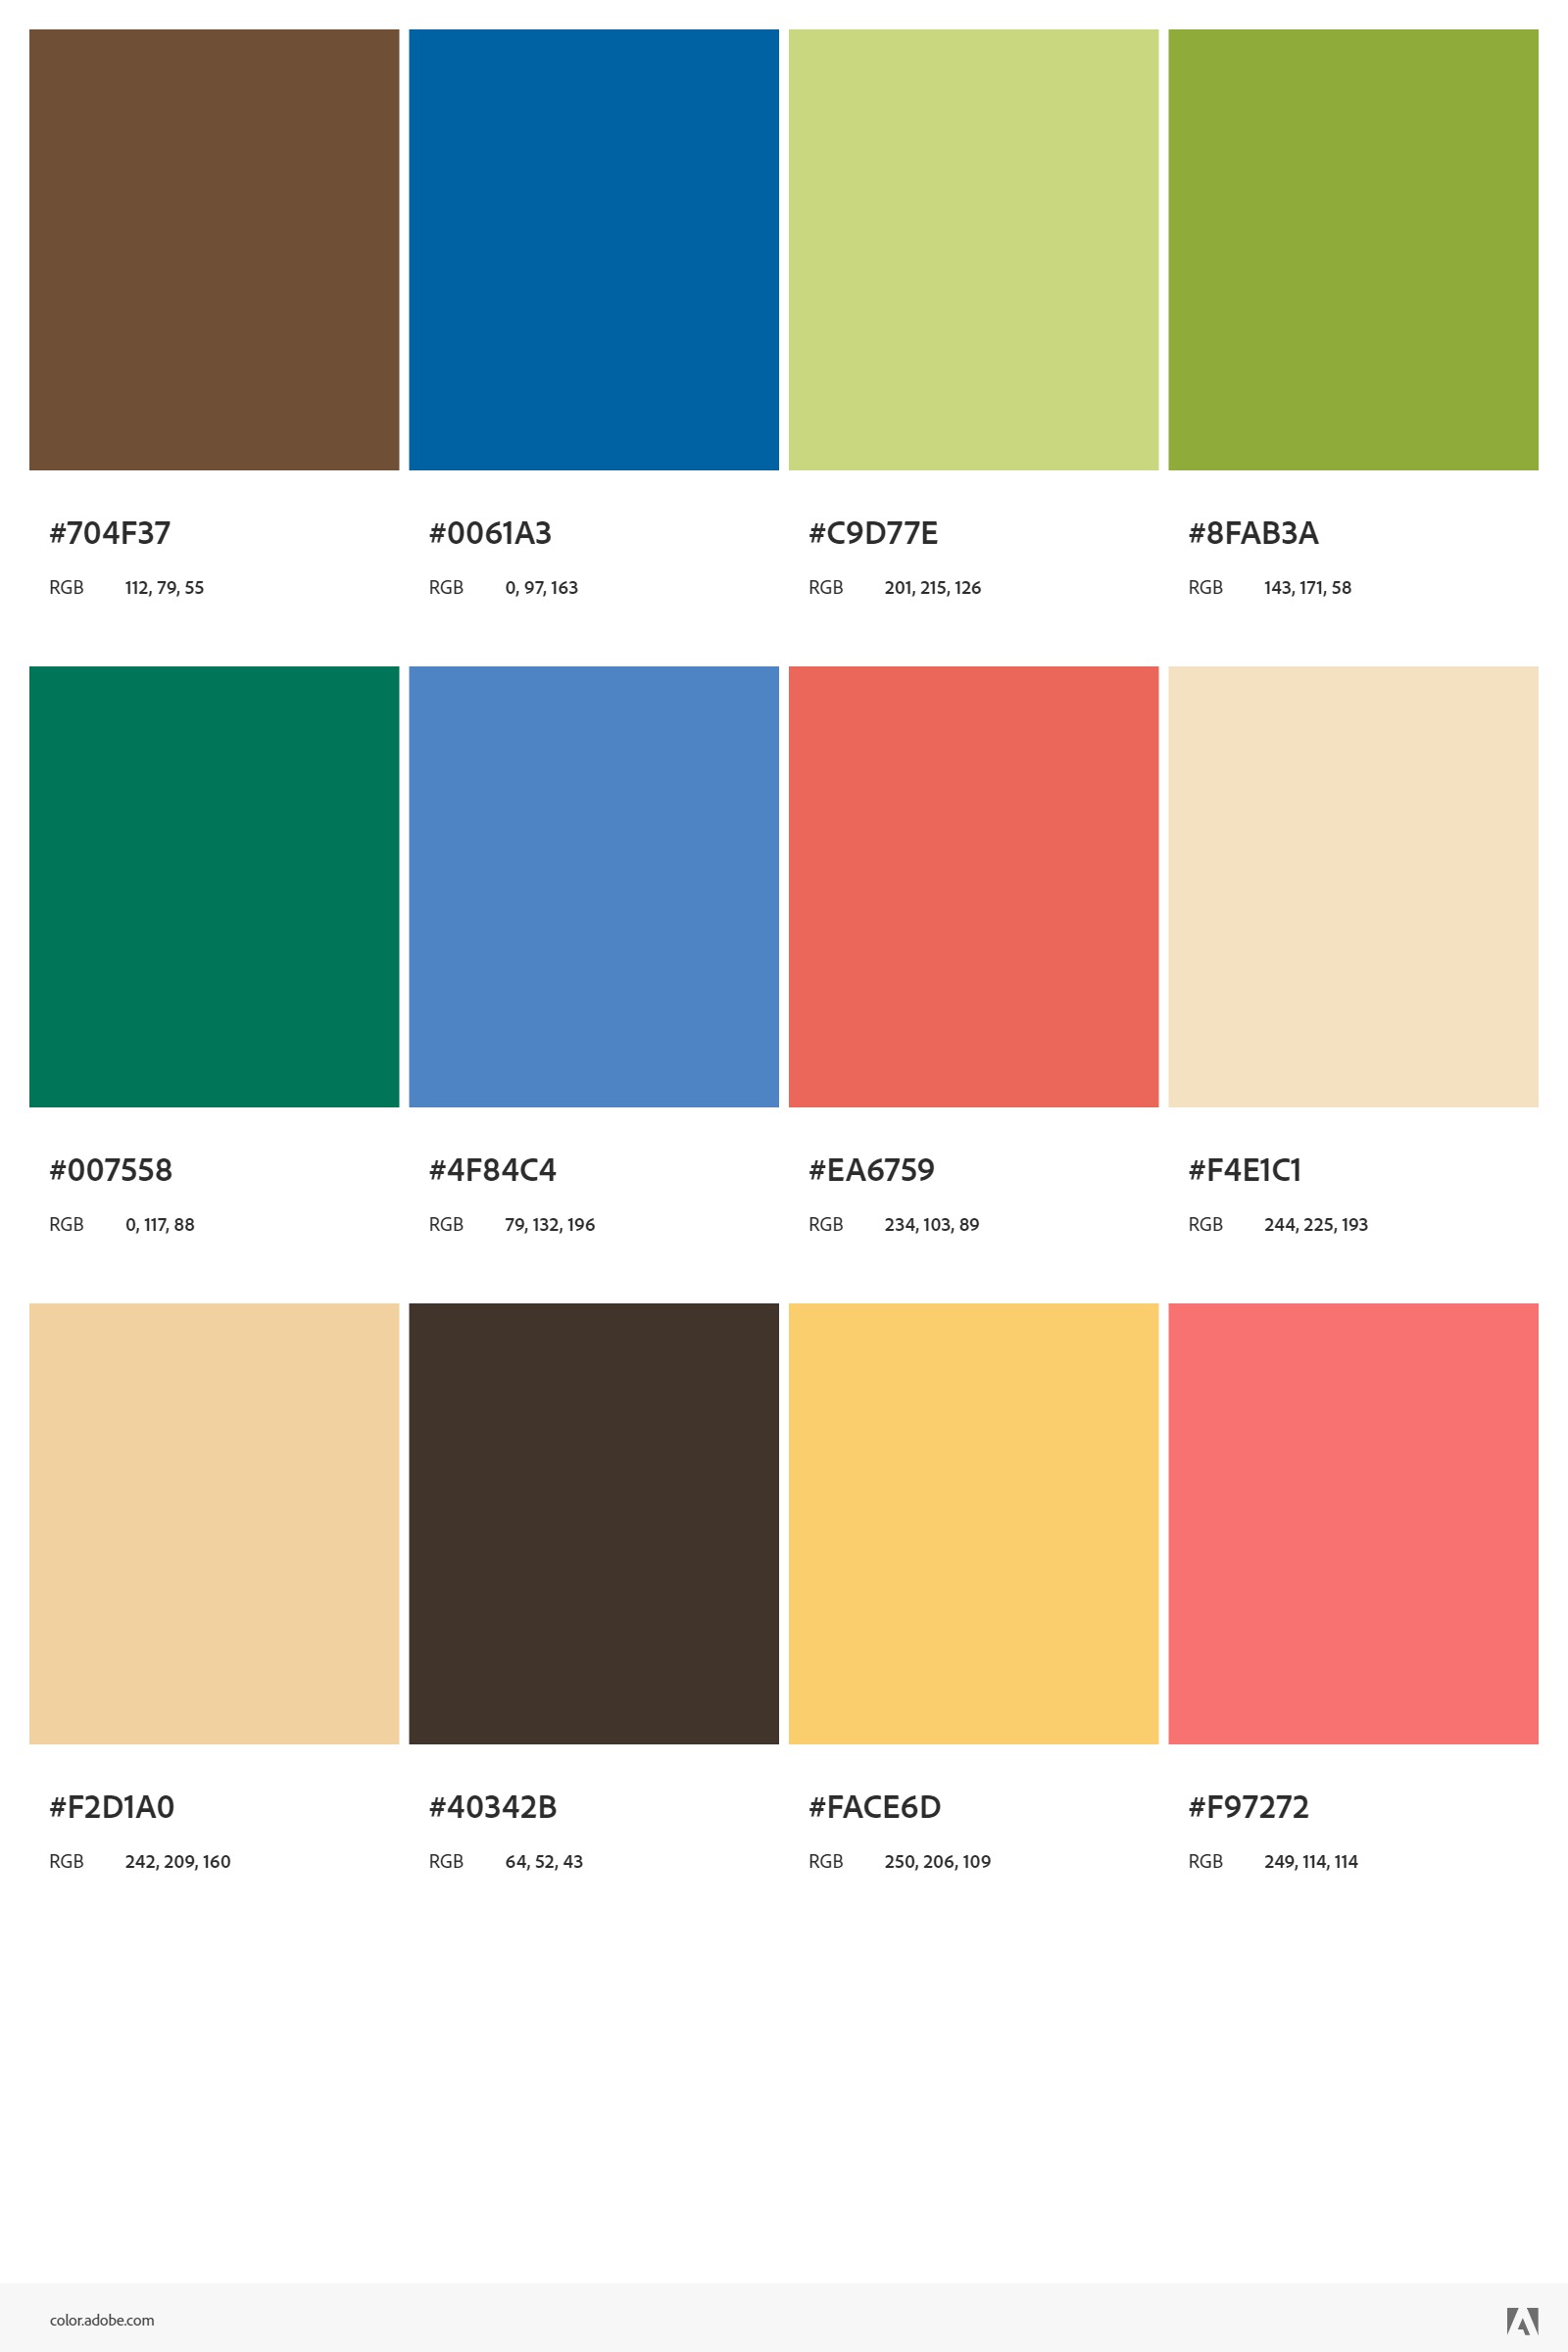 #704F37 #0061A3 #C9D77E #8FAB3A
RGB 112, 79, 55 RGB 0, 97, 163 RGB 201, 215, 126 RGB 143, 171, 58
#007558 #4F84C4 #EA6759 #F4E1C1
RGB 0, 117, 88 RGB 79, 132, 196 RGB 234, 103, 89 RGB 244, 225, 193
#F2D1A0 #40342B #FACE6D #F97272
RGB 242, 209, 160 RGB 64, 52, 43 RGB 250, 206, 109 RGB 249, 114, 114
color.adobe.com